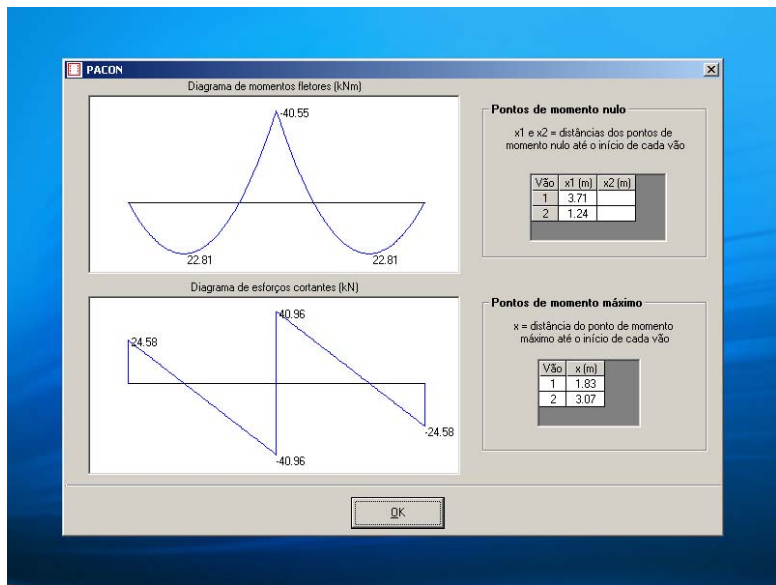 PACON
Diagrama de momentos fletores (kNm)
-40.55
22.81
22.81
Diagrama de esforços cortantes (kN)
40.96
24.58
-24.58
-40.96
Pontos de momento nulo
x1 e x2 = distâncias dos pontos de
momento nulo até o início de cada vão
Vão x1 (m) x2 (m)
1 3.71
2 1.24
Pontos de momento máximo
x = distância do ponto de momento
máximo até o início de cada vão
Vão x (m)
1 1.83
2 3.07
OK